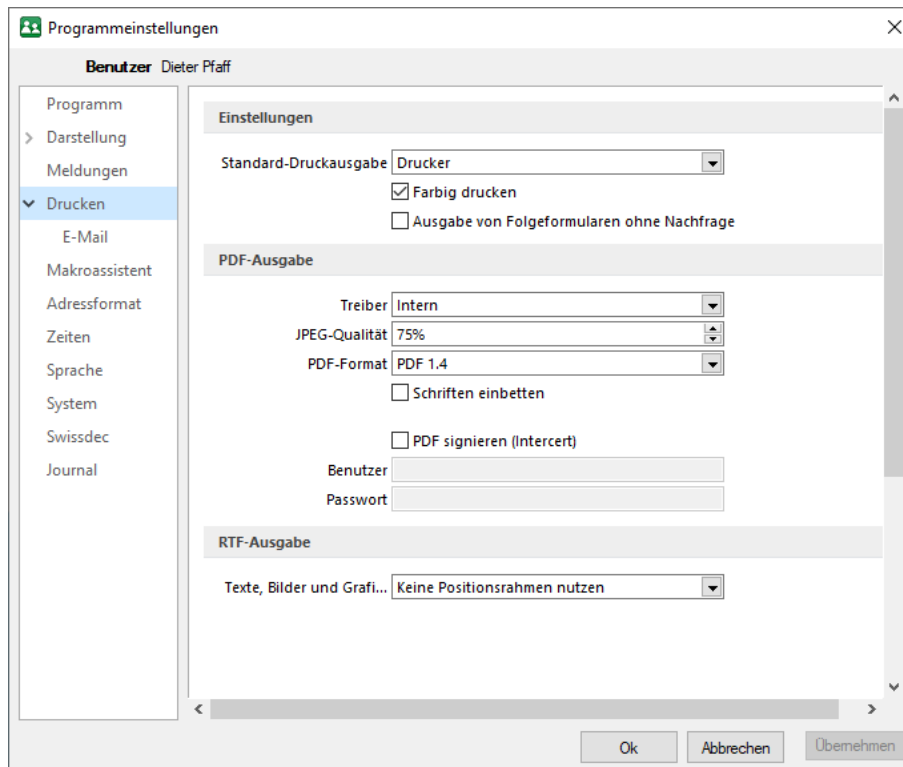 Programmeinstellungen
Benutzer Dieter Pfaff
Programm
Darstellung
Meldungen
Drucken
E-Mail
Makroassistent
Adressformat
Zeiten
Sprache
System
Swissdec
Journal
Einstellungen
Standard-Druckausgabe Drucker
Farbig drucken
Ausgabe von Folgeformularen ohne Nachfrage
PDF-Ausgabe
Treiber Intern
JPEG-Qualität 75%
PDF-Format PDF 1.4
Schriften einbetten
PDF signieren (Intercert)
Benutzer
Passwort
RTF-Ausgabe
Texte, Bilder und Grafi... Keine Positionsrahmen nutzen
Ok Abbrechen Übernehmen